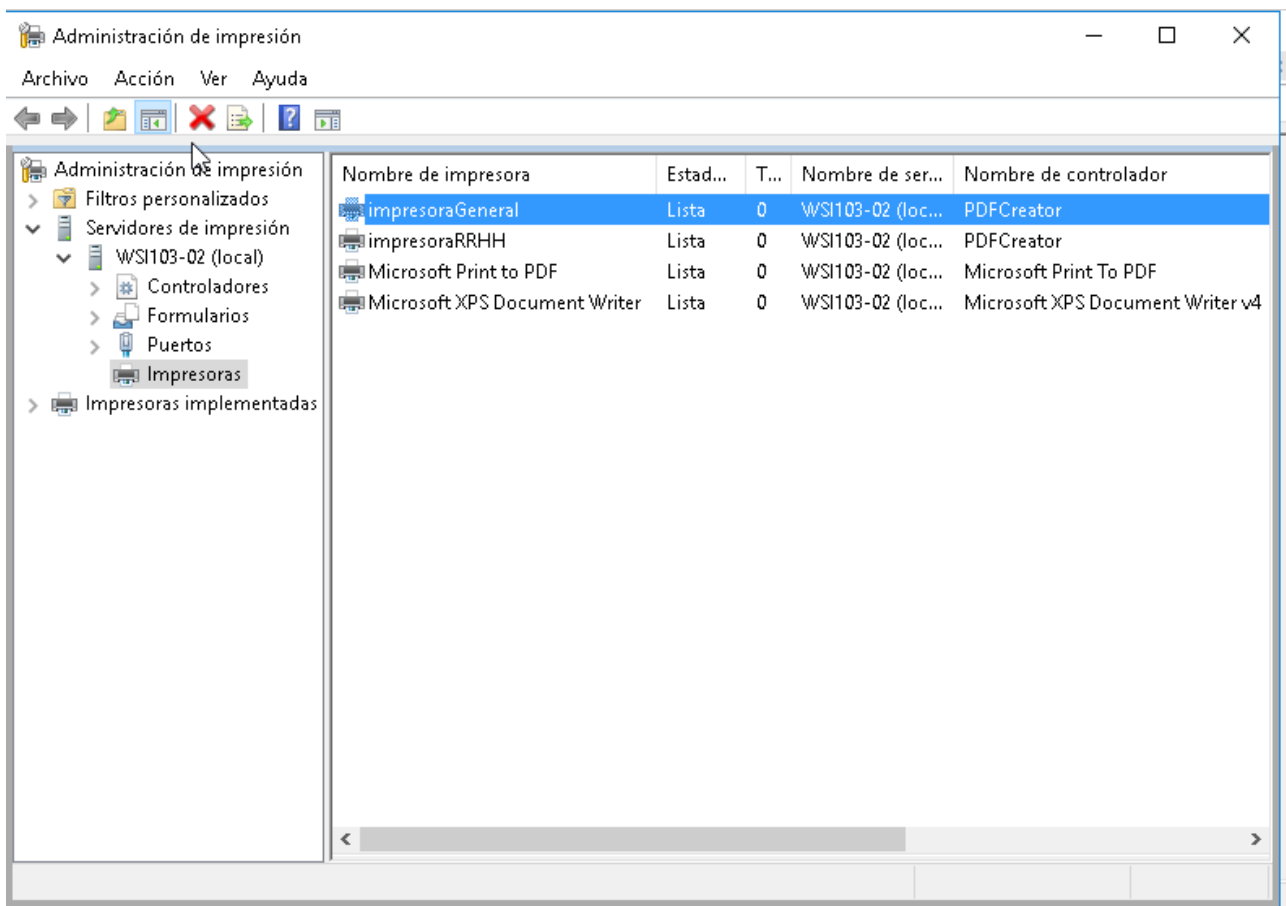 Administración de impresión
Archivo Acción Ver Ayuda
Administración de impresión
Filtros personalizados
Servidores de impresión
WSI103-02 (local)
Controladores
Formularios
Puertos
Impresoras
Impresoras implementadas
Nombre de impresora Estad... T... Nombre de ser... Nombre de controlador
impresoraGeneral Lista 0 WSI103-02 (loc... PDFCreator
impresoraRRHH Lista 0 WSI103-02 (loc... PDFCreator
Microsoft Print to PDF Lista 0 WSI103-02 (loc... Microsoft Print To PDF
Microsoft XPS Document Writer Lista 0 WSI103-02 (loc... Microsoft XPS Document Writer v4